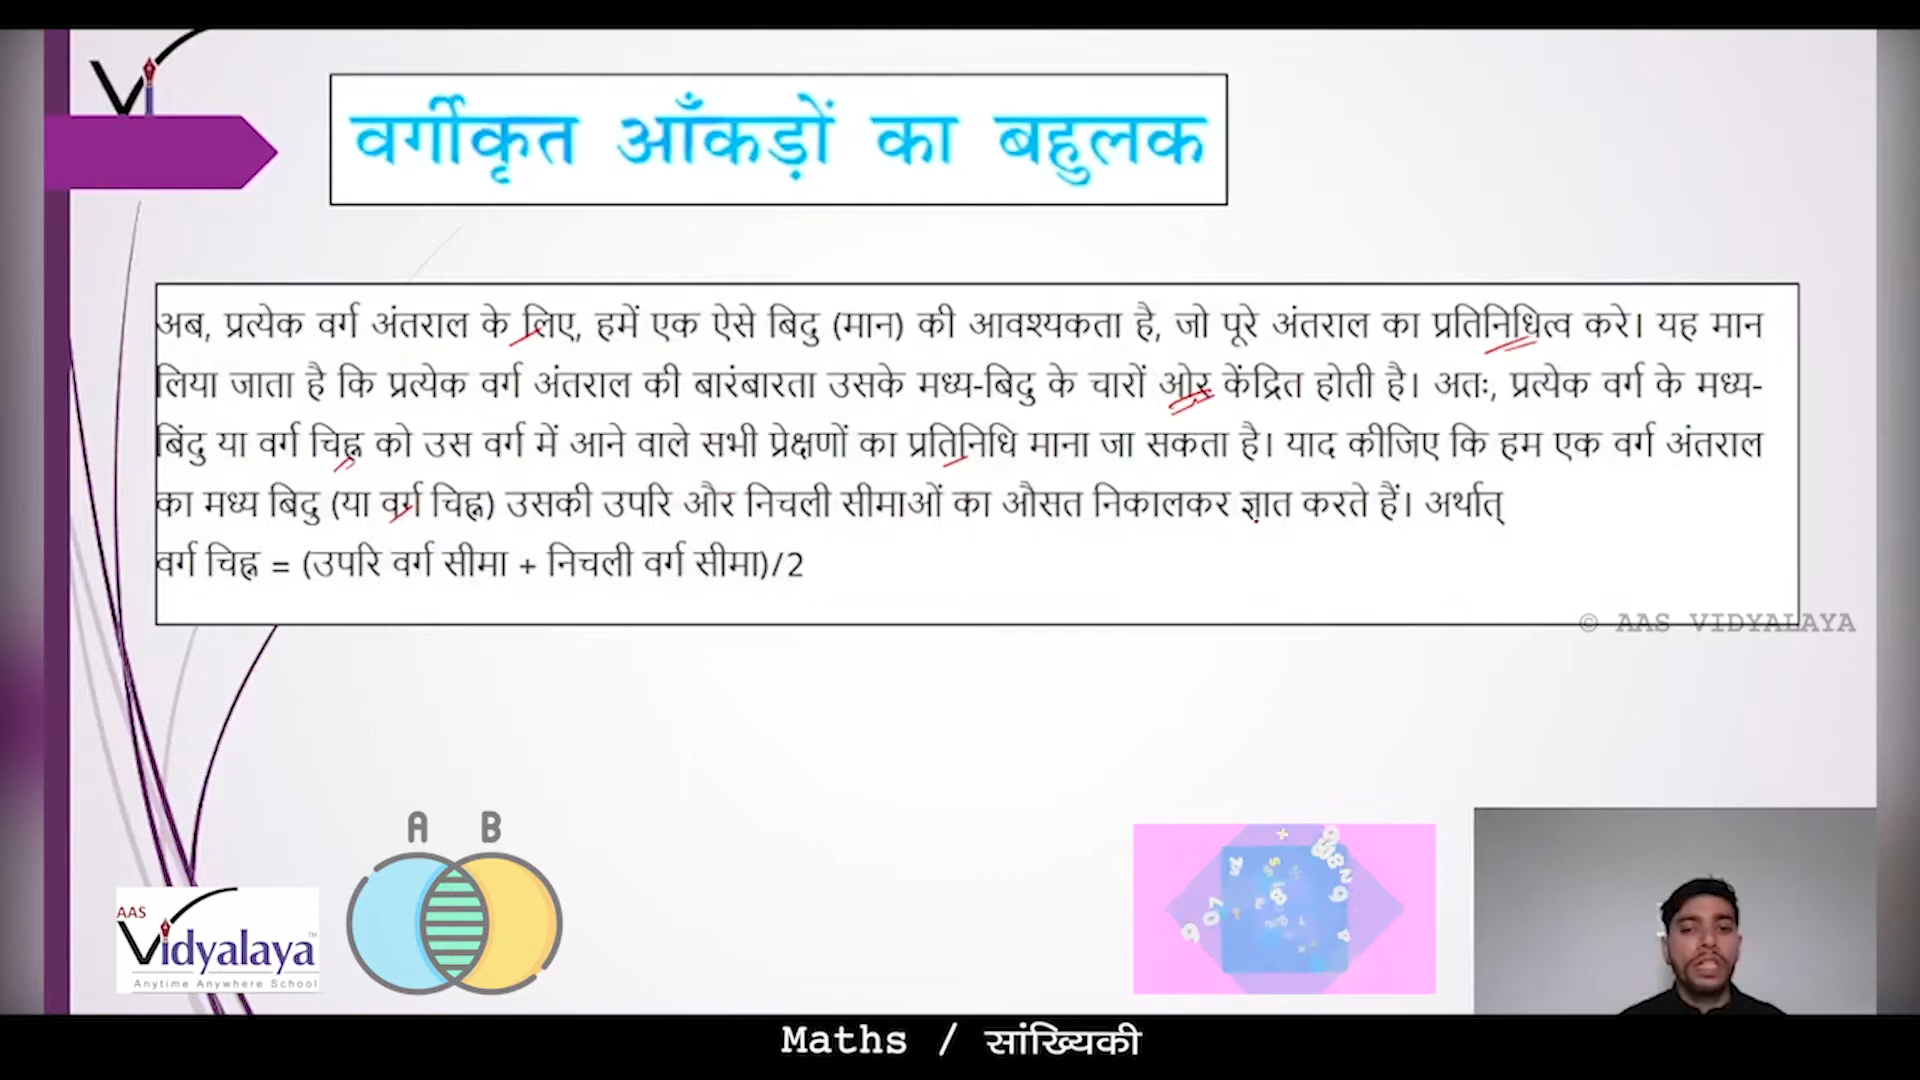 वर्गीकृत आँकड़ों का बहुलक
अब, प्रत्येक वर्ग अंतराल के लिए, हमें एक ऐसे बिदु (मान) की आवश्यकता है, जो पूरे अंतराल का प्रतिनिधित्व करे। यह मान
लिया जाता है कि प्रत्येक वर्ग अंतराल की बारंबारता उसके मध्य-बिदु के चारों ओर केंद्रित होती है। अतः, प्रत्येक वर्ग के मध्य-
बिंदु या वर्ग चिह्न को उस वर्ग में आने वाले सभी प्रेक्षणों का प्रतिनिधि माना जा सकता है। याद कीजिए कि हम एक वर्ग अंतराल
का मध्य बिदु (या वर्ग चिह्न) उसकी उपरि और निचली सीमाओं का औसत निकालकर ज्ञात करते हैं। अर्थात्
वर्ग चिह्न = (उपरि वर्ग सीमा + निचली वर्ग सीमा)/2
© AAS VIDYALAYA
A B
AAS
Vidyalaya™
Anytime Anywhere School
Maths / सांख्यिकी